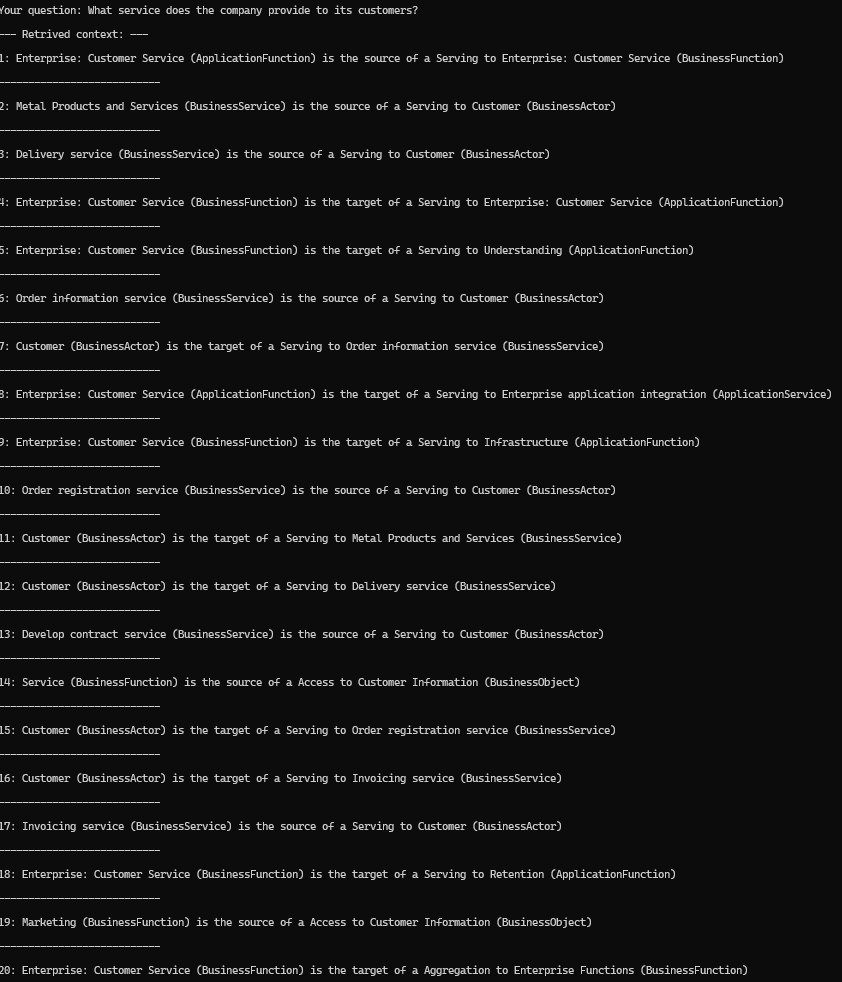 Your question: What service does the company provide to its customers?
--- Retrived context: ---
1: Enterprise: Customer Service (ApplicationFunction) is the source of a Serving to Enterprise: Customer Service (BusinessFunction)
---------------------------
2: Metal Products and Services (BusinessService) is the source of a Serving to Customer (BusinessActor)
---------------------------
3: Delivery service (BusinessService) is the source of a Serving to Customer (BusinessActor)
---------------------------
4: Enterprise: Customer Service (BusinessFunction) is the target of a Serving to Enterprise: Customer Service (ApplicationFunction)
---------------------------
5: Enterprise: Customer Service (BusinessFunction) is the target of a Serving to Understanding (ApplicationFunction)
---------------------------
6: Order information service (BusinessService) is the source of a Serving to Customer (BusinessActor)
---------------------------
7: Customer (BusinessActor) is the target of a Serving to Order information service (BusinessService)
---------------------------
8: Enterprise: Customer Service (ApplicationFunction) is the target of a Serving to Enterprise application integration (ApplicationService)
---------------------------
9: Enterprise: Customer Service (BusinessFunction) is the target of a Serving to Infrastructure (ApplicationFunction)
---------------------------
10: Order registration service (BusinessService) is the source of a Serving to Customer (BusinessActor)
---------------------------
11: Customer (BusinessActor) is the target of a Serving to Metal Products and Services (BusinessService)
---------------------------
12: Customer (BusinessActor) is the target of a Serving to Delivery service (BusinessService)
---------------------------
13: Develop contract service (BusinessService) is the source of a Serving to Customer (BusinessActor)
---------------------------
14: Service (BusinessFunction) is the source of a Access to Customer Information (BusinessObject)
---------------------------
15: Customer (BusinessActor) is the target of a Serving to Order registration service (BusinessService)
---------------------------
16: Customer (BusinessActor) is the target of a Serving to Invoicing service (BusinessService)
---------------------------
17: Invoicing service (BusinessService) is the source of a Serving to Customer (BusinessActor)
---------------------------
18: Enterprise: Customer Service (BusinessFunction) is the target of a Serving to Retention (ApplicationFunction)
---------------------------
19: Marketing (BusinessFunction) is the source of a Access to Customer Information (BusinessObject)
---------------------------
20: Enterprise: Customer Service (BusinessFunction) is the target of a Aggregation to Enterprise Functions (BusinessFunction)